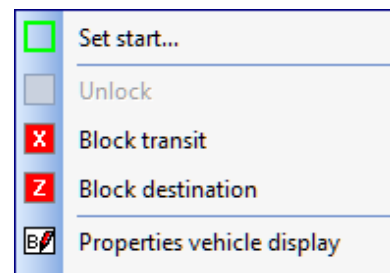 Set start...
Unlock
X Block transit
Z Block destination
B Properties vehicle display